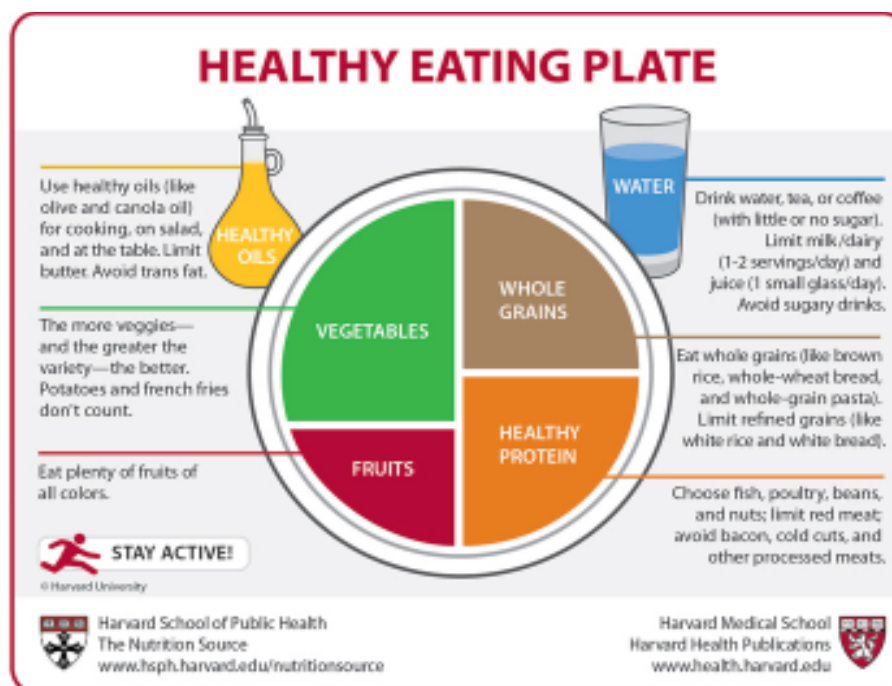 HEALTHY EATING PLATE
Use healthy oils (like
olive and canola oil)
for cooking, on salad,
and at the table. Limit
butter. Avoid trans fat.
HEALTHY
OILS
WATER
Drink water, tea, or coffee
(with little or no sugar).
Limit milk/dairy
(1-2 servings/day) and
juice (1 small glass/day).
Avoid sugary drinks.
The more veggies—
and the greater the
variety—the better.
Potatoes and french fries
don't count.
VEGETABLES
WHOLE
GRAINS
Eat whole grains (like brown
rice, whole-wheat bread,
and whole-grain pasta).
Limit refined grains (like
white rice and white bread).
Eat plenty of fruits of
all colors.
FRUITS
HEALTHY
PROTEIN
Choose fish, poultry, beans,
and nuts; limit red meat;
avoid bacon, cold cuts, and
other processed meats.
STAY ACTIVE!
© Harvard University
Harvard School of Public Health
The Nutrition Source
www.hsph.harvard.edu/nutritionsource
Harvard Medical School
Harvard Health Publications
www.health.harvard.edu